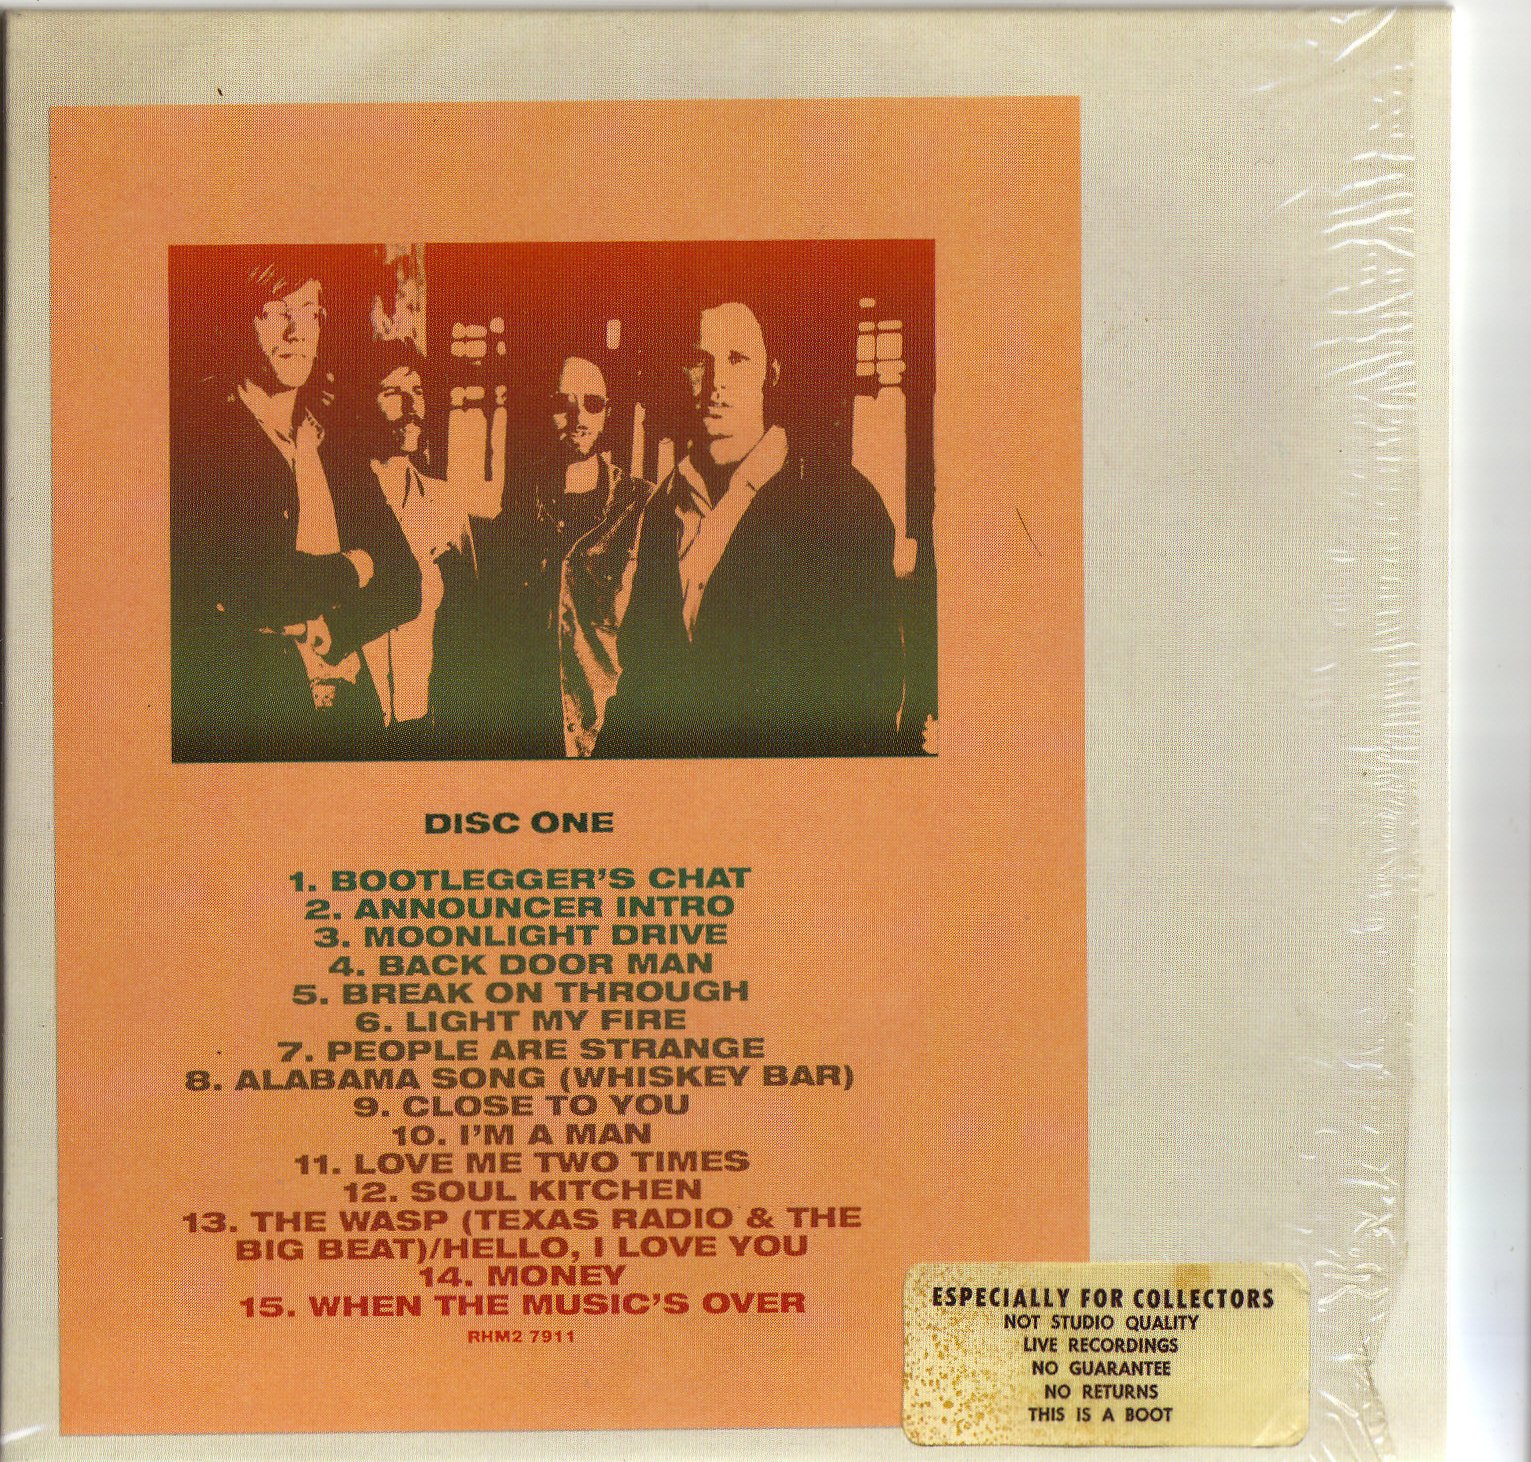 DISC ONE
1. BOOTLEGGER'S CHAT
2. ANNOUNCER INTRO
3. MOONLIGHT DRIVE
4. BACK DOOR MAN
5. BREAK ON THROUGH
6. LIGHT MY FIRE
7. PEOPLE ARE STRANGE
8. ALABAMA SONG (WHISKEY BAR)
9. CLOSE TO YOU
10. I'M A MAN
11. LOVE ME TWO TIMES
12. SOUL KITCHEN
13. THE WASP (TEXAS RADIO & THE
BIG BEAT)/HELLO, I LOVE YOU
14. MONEY
15. WHEN THE MUSIC'S OVER
RHM2 7911
ESPECIALLY FOR COLLECTORS
NOT STUDIO QUALITY
LIVE RECORDINGS
NO GUARANTEE
NO RETURNS
THIS IS A BOOT